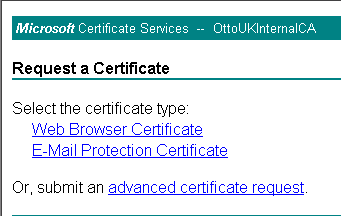 Microsoft Certificate Services -- OttoUKInternalCA
Request a Certificate
Select the certificate type:
Web Browser Certificate
E-Mail Protection Certificate
Or, submit an advanced certificate request.